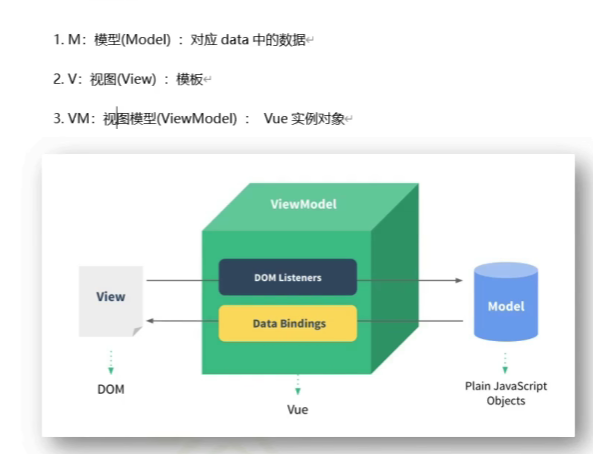 1. M：模型(Model) ：对应 data 中的数据
2. V：视图(View) ：模板
3. VM：视图模型(ViewModel) ： Vue 实例对象
ViewModel
DOM Listeners
View
Data Bindings
Model
DOM
Vue
Plain JavaScript
Objects